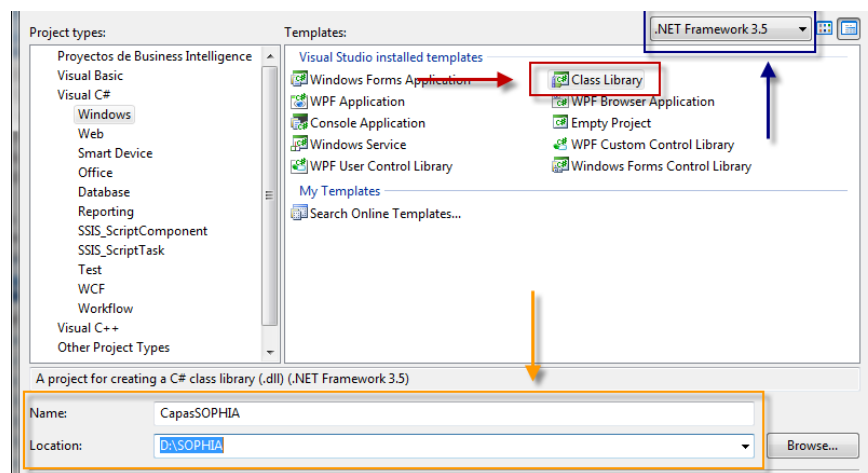 Project types:
Templates:
.NET Framework 3.5
Proyectos de Business Intelligence
Visual Basic
Visual C#
Windows
Web
Smart Device
Office
Database
Reporting
SSIS_ScriptComponent
SSIS_ScriptTask
Test
WCF
Workflow
Visual C++
Other Project Types
Visual Studio installed templates
Windows Forms Application
Class Library
WPF Application
WPF Browser Application
Console Application
Empty Project
Windows Service
WPF Custom Control Library
WPF User Control Library
Windows Forms Control Library
My Templates
Search Online Templates...
A project for creating a C# class library (.dll) (.NET Framework 3.5)
Name:
CapasSOPHIA
Location:
D:\SOPHIA
Browse...